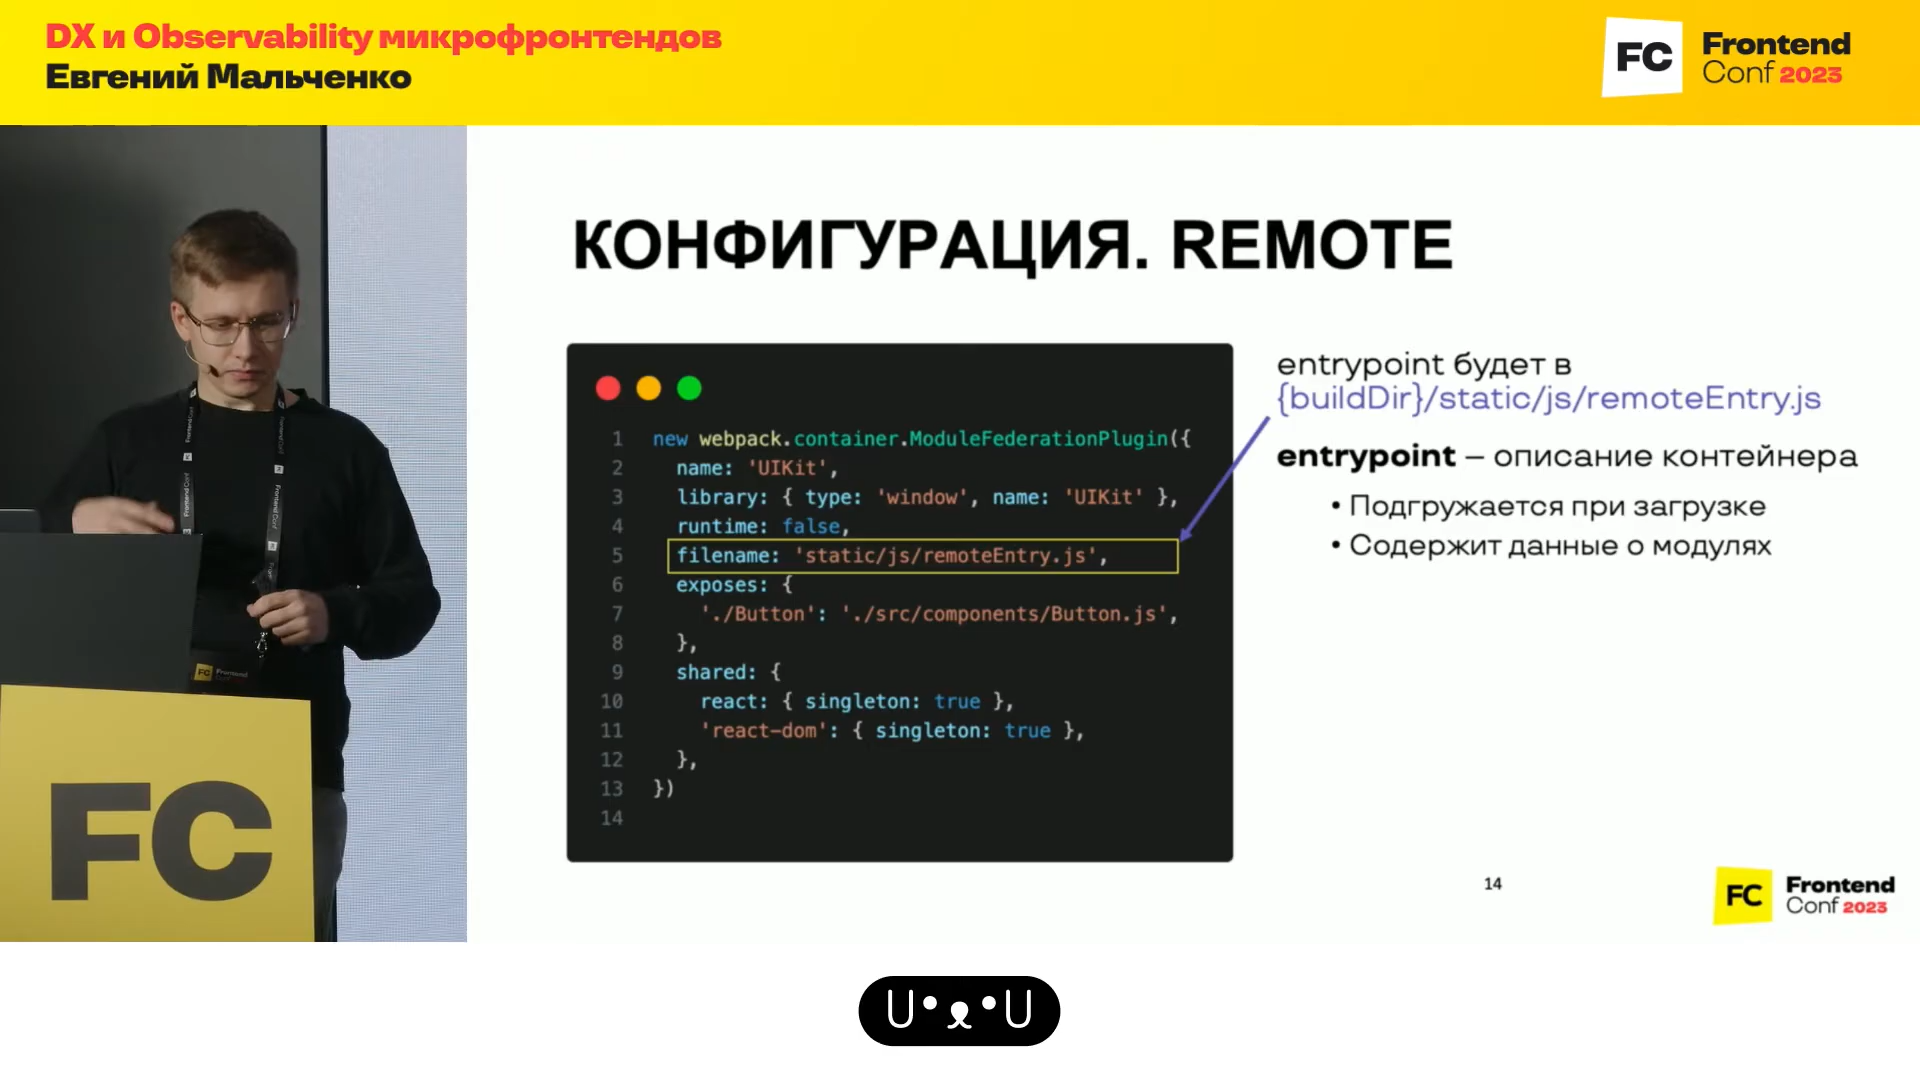 DX и Observability микрофронтендов
Евгений Мальченко
FC
Frontend
Conf 2023
КОНФИГУРАЦИЯ. REMOTE
1 new webpack.container.ModuleFederationPlugin({
2 name: 'UIKit',
3 library: { type: 'window', name: 'UIKit' },
4 runtime: false,
5 filename: 'static/js/remoteEntry.js',
6 exposes: {
7 './Button': './src/components/Button.js',
8 },
9 shared: {
10 react: { singleton: true },
11 'react-dom': { singleton: true },
12 },
13 })
14
entrypoint будет в
{buildDir}/static/js/remoteEntry.js
entrypoint – описание контейнера
• Подгружается при загрузке
• Содержит данные о модулях
14
FC
Frontend
Conf 2023
FC
Frontend
FC